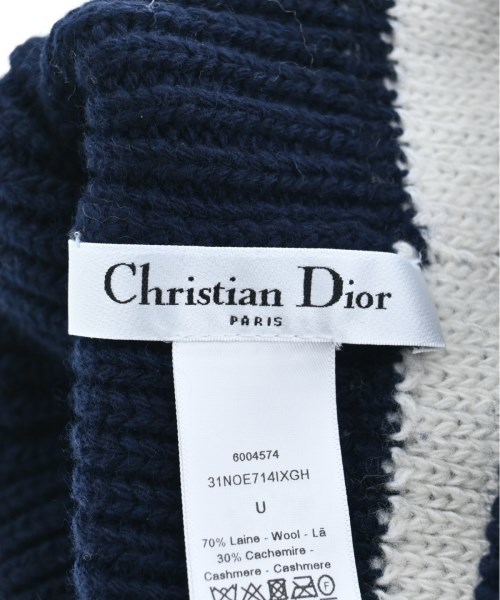 Christian Dior
PARIS
6004574
31NOE714IXGH
U
70% Laine - Wool - Lã
30% Cachemire -
Cashmere - Cashmere